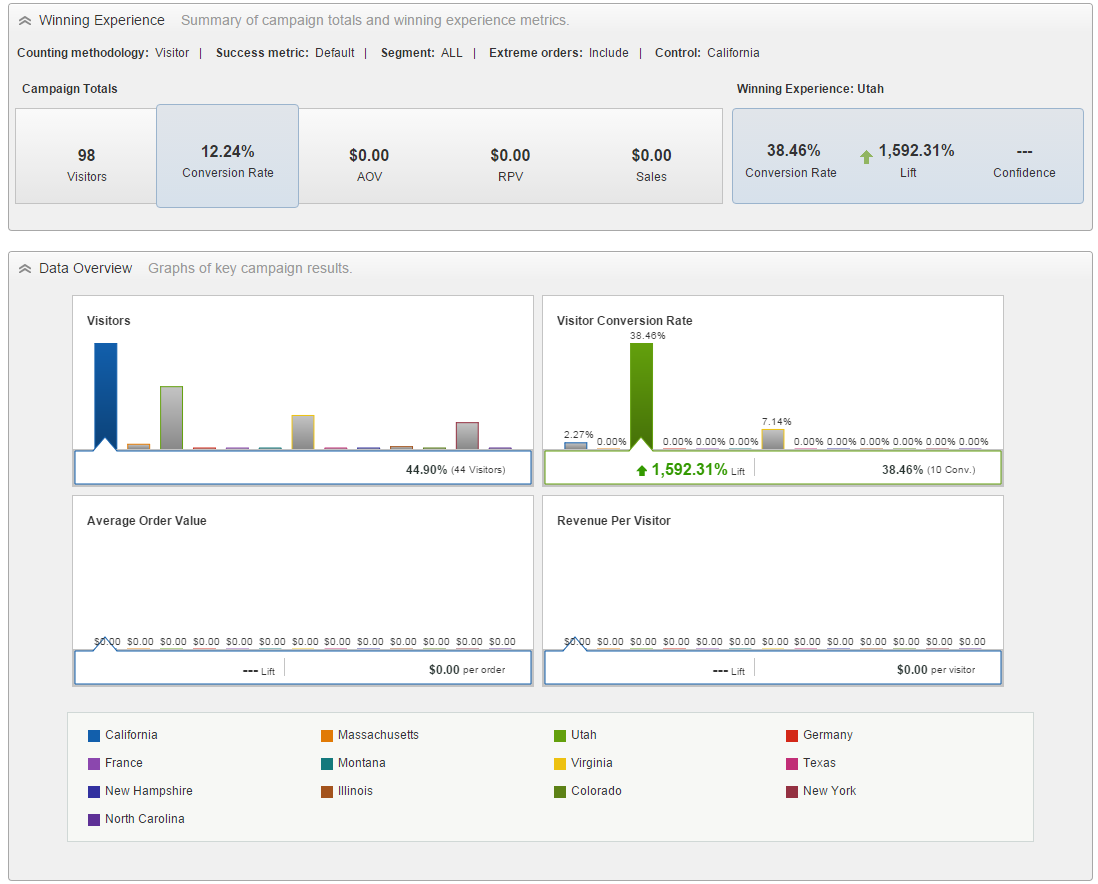 Winning Experience Summary of campaign totals and winning experience metrics.
Counting methodology: Visitor | Success metric: Default | Segment: ALL | Extreme orders: Include | Control: California
Campaign Totals
98
Visitors
12.24%
Conversion Rate
$0.00
AOV
$0.00
RPV
$0.00
Sales
Winning Experience: Utah
38.46%
Conversion Rate
1,592.31%
Lift
---
Confidence
Data Overview Graphs of key campaign results.
Visitors
44.90% (44 Visitors)
Visitor Conversion Rate
38.46%
7.14%
2.27% 0.00% 0.00% 0.00% 0.00% 0.00% 0.00% 0.00% 0.00% 0.00% 0.00%
1,592.31% Lift 38.46% (10 Conv.)
Average Order Value
$0.00 $0.00 $0.00 $0.00 $0.00 $0.00 $0.00 $0.00 $0.00 $0.00 $0.00 $0.00 $0.00
--- Lift $0.00 per order
Revenue Per Visitor
$0.00 $0.00 $0.00 $0.00 $0.00 $0.00 $0.00 $0.00 $0.00 $0.00 $0.00 $0.00 $0.00
--- Lift $0.00 per visitor
California Massachusetts Utah Germany
France Montana Virginia Texas
New Hampshire Illinois Colorado New York
North Carolina